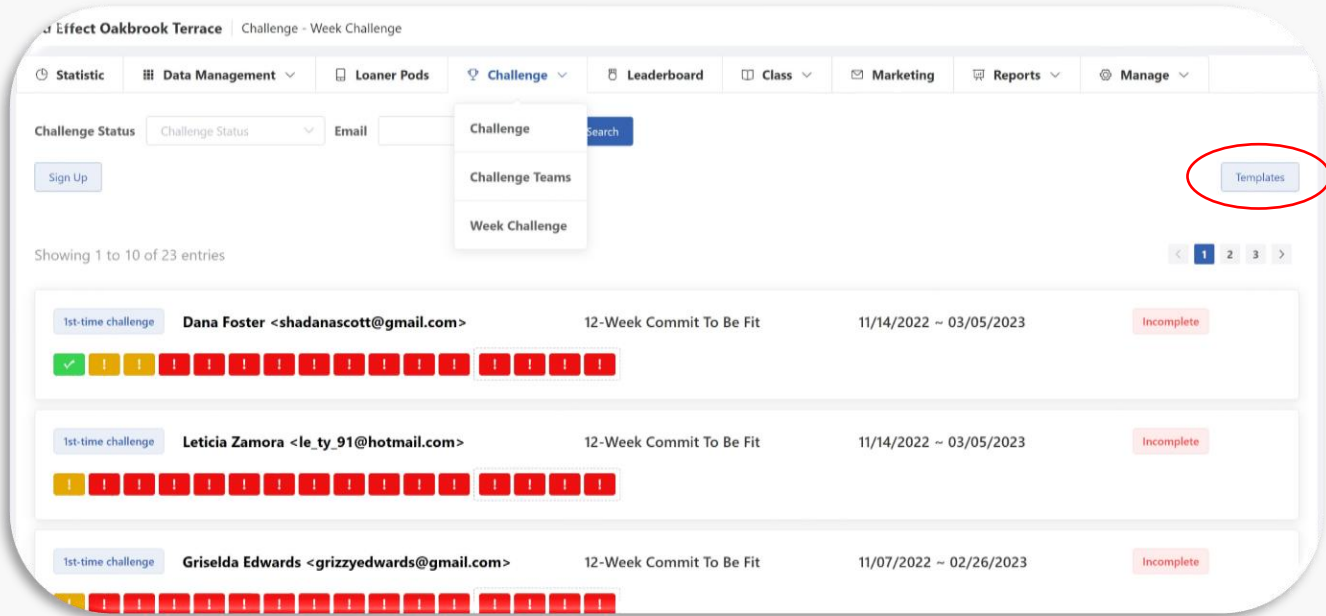 Effect Oakbrook Terrace Challenge - Week Challenge
Statistic Data Management Loaner Pods Challenge Leaderboard Class Marketing Reports Manage
Challenge Status Challenge Status Email Search
Challenge
Challenge Teams
Week Challenge
Sign Up Templates
Showing 1 to 10 of 23 entries 1 2 3
1st-time challenge Dana Foster <shadanascott@gmail.com> 12-Week Commit To Be Fit 11/14/2022 ~ 03/05/2023 Incomplete
1st-time challenge Leticia Zamora <le_ty_91@hotmail.com> 12-Week Commit To Be Fit 11/14/2022 ~ 03/05/2023 Incomplete
1st-time challenge Griselda Edwards <grizzyedwards@gmail.com> 12-Week Commit To Be Fit 11/07/2022 ~ 02/26/2023 Incomplete